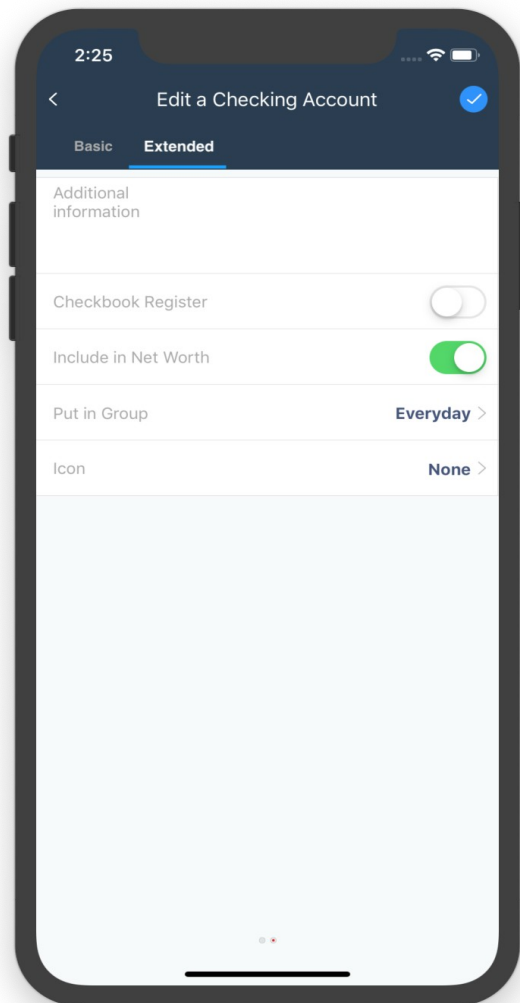 2:25
Edit a Checking Account
Basic Extended
Additional
information
Checkbook Register
Include in Net Worth
Put in Group Everyday
Icon None